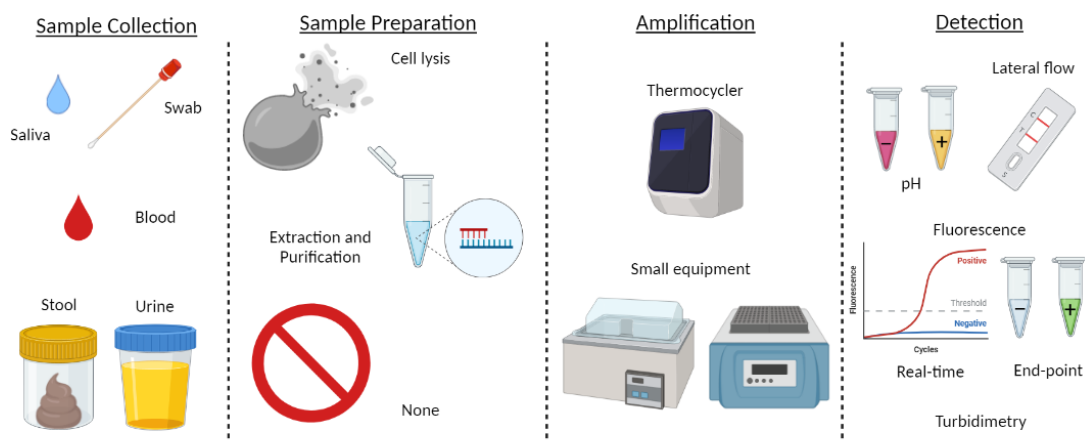 Sample Collection
Saliva
Swab
Blood
Stool
Urine
Sample Preparation
Cell lysis
Extraction and
Purification
None
Amplification
Thermocycler
Small equipment
Detection
Lateral flow
−
+
pH
C
T
S
Fluorescence
Fluorescence
Positive
Threshold
Negative
Cycles
−
+
Real-time
End-point
Turbidimetry